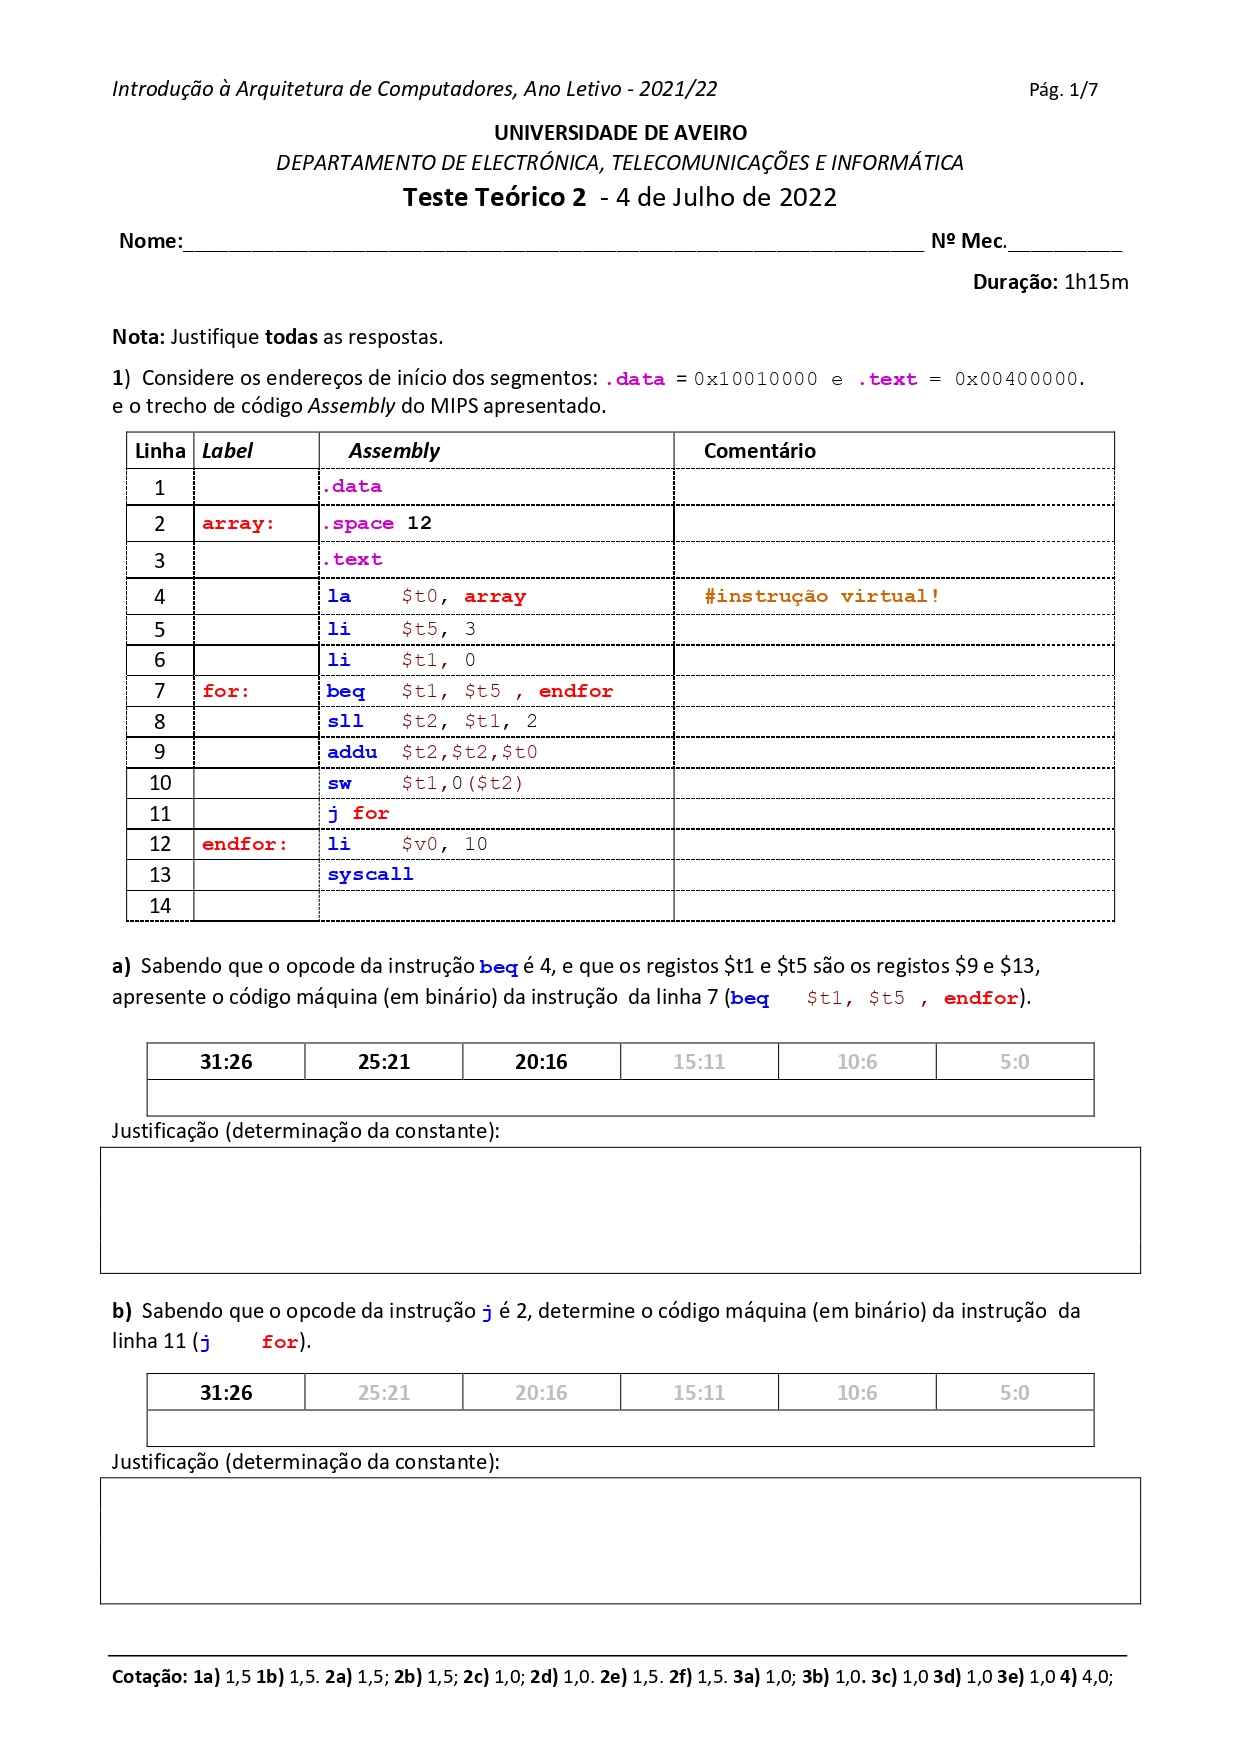 Introdução à Arquitetura de Computadores, Ano Letivo - 2021/22 Pág. 1/7
UNIVERSIDADE DE AVEIRO
DEPARTAMENTO DE ELECTRÓNICA, TELECOMUNICAÇÕES E INFORMÁTICA
Teste Teórico 2 - 4 de Julho de 2022
Nome:_________________________________________________________________ Nº Mec.__________
Duração: 1h15m
Nota: Justifique todas as respostas.
1) Considere os endereços de início dos segmentos: .data = 0x10010000 e .text = 0x00400000.
e o trecho de código Assembly do MIPS apresentado.
Linha Label Assembly Comentário
1 .data
2 array: .space 12
3 .text
4 la $t0, array #instrução virtual!
5 li $t5, 3
6 li $t1, 0
7 for: beq $t1, $t5 , endfor
8 sll $t2, $t1, 2
9 addu $t2,$t2,$t0
10 sw $t1,0($t2)
11 j for
12 endfor: li $v0, 10
13 syscall
14
a) Sabendo que o opcode da instrução beq é 4, e que os registos $t1 e $t5 são os registos $9 e $13,
apresente o código máquina (em binário) da instrução da linha 7 (beq $t1, $t5 , endfor).
31:26 25:21 20:16 15:11 10:6 5:0
Justificação (determinação da constante):
b) Sabendo que o opcode da instrução j é 2, determine o código máquina (em binário) da instrução da
linha 11 (j for).
31:26 25:21 20:16 15:11 10:6 5:0
Justificação (determinação da constante):
Cotação: 1a) 1,5 1b) 1,5. 2a) 1,5; 2b) 1,5; 2c) 1,0; 2d) 1,0. 2e) 1,5. 2f) 1,5. 3a) 1,0; 3b) 1,0. 3c) 1,0 3d) 1,0 3e) 1,0 4) 4,0;